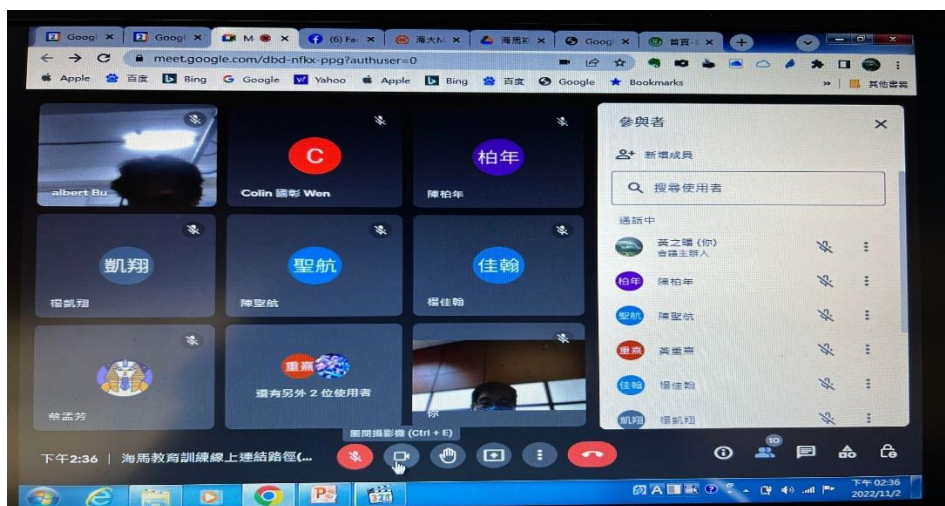 Googl
Googl
M
(6) Fa
海大M
海馬
Googl
首頁
meet.google.com/dbd-nfkx-ppg?authuser=0
Apple
百度
Bing
Google
Yahoo
Apple
Bing
百度
Google
Bookmarks
»
其他書籤
albert Bu
C
Colin 國彰 Wen
柏年
陳柏年
凱翔
楊凱翔
聖航
陳聖航
佳翰
楊佳翰
蔡孟芳
重熹
還有另外 2 位使用者
你
參與者
新增成員
搜尋使用者
通話中
黃之暘 (你)
會議主辦人
柏年
陳柏年
聖航
陳聖航
重熹
黃重熹
佳翰
楊佳翰
凱翔
楊凱翔
關閉攝影機 (Ctrl + E)
下午2:36 | 海馬教育訓練線上連結路徑(...
10
A
下午 02:36
2022/11/2